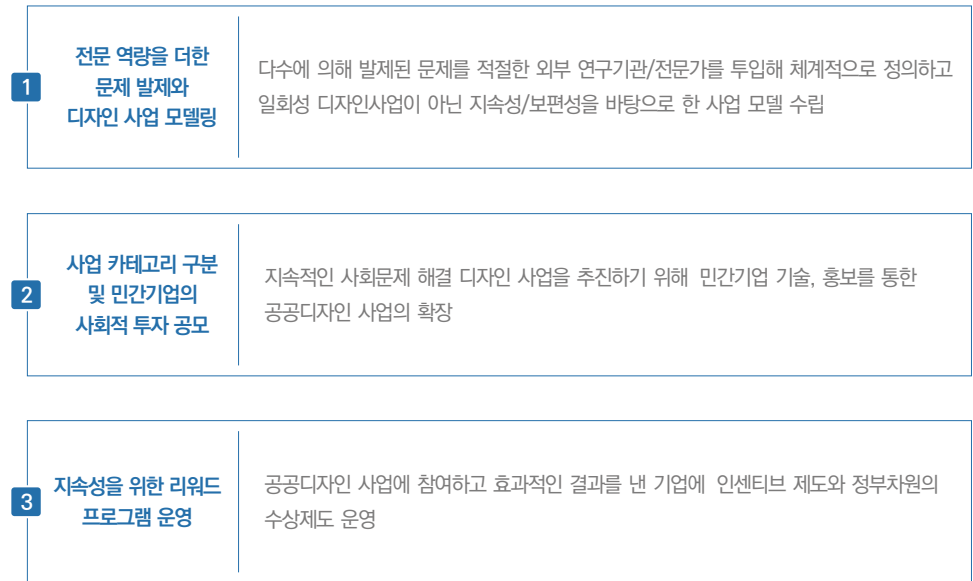 1
전문 역량을 더한
문제 발제와
디자인 사업 모델링
다수에 의해 발제된 문제를 적절한 외부 연구기관/전문가를 투입해 체계적으로 정의하고
일회성 디자인사업이 아닌 지속성/보편성을 바탕으로 한 사업 모델 수립
2
사업 카테고리 구분
및 민간기업의
사회적 투자 공모
지속적인 사회문제 해결 디자인 사업을 추진하기 위해 민간기업 기술, 홍보를 통한
공공디자인 사업의 확장
3
지속성을 위한 리워드
프로그램 운영
공공디자인 사업에 참여하고 효과적인 결과를 낸 기업에 인센티브 제도와 정부차원의
수상제도 운영